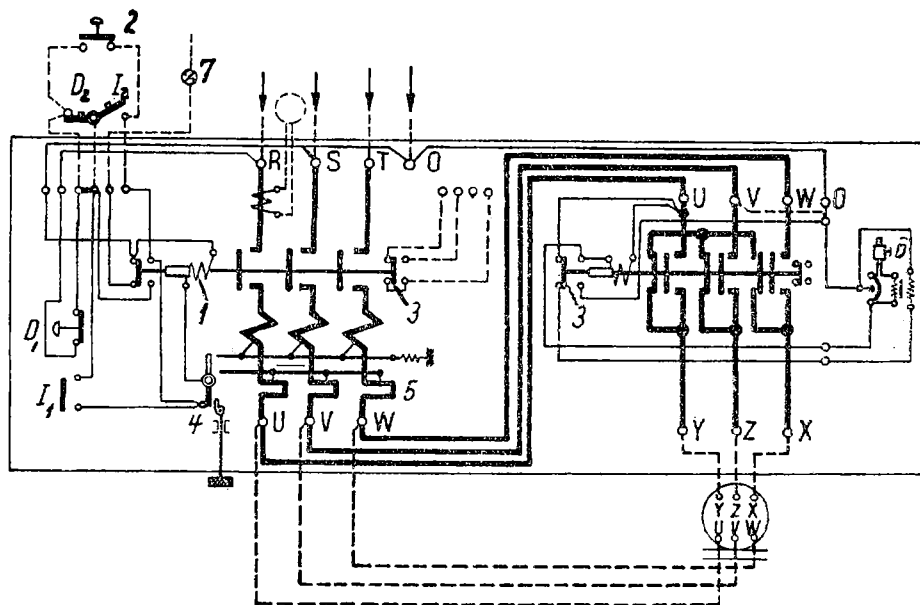 2
D₂ I₂ 7
R S T O
U V W O
1 3 3 D
D₁
I₁ 4 5
U V W
Y Z X
Y Z X
U V W